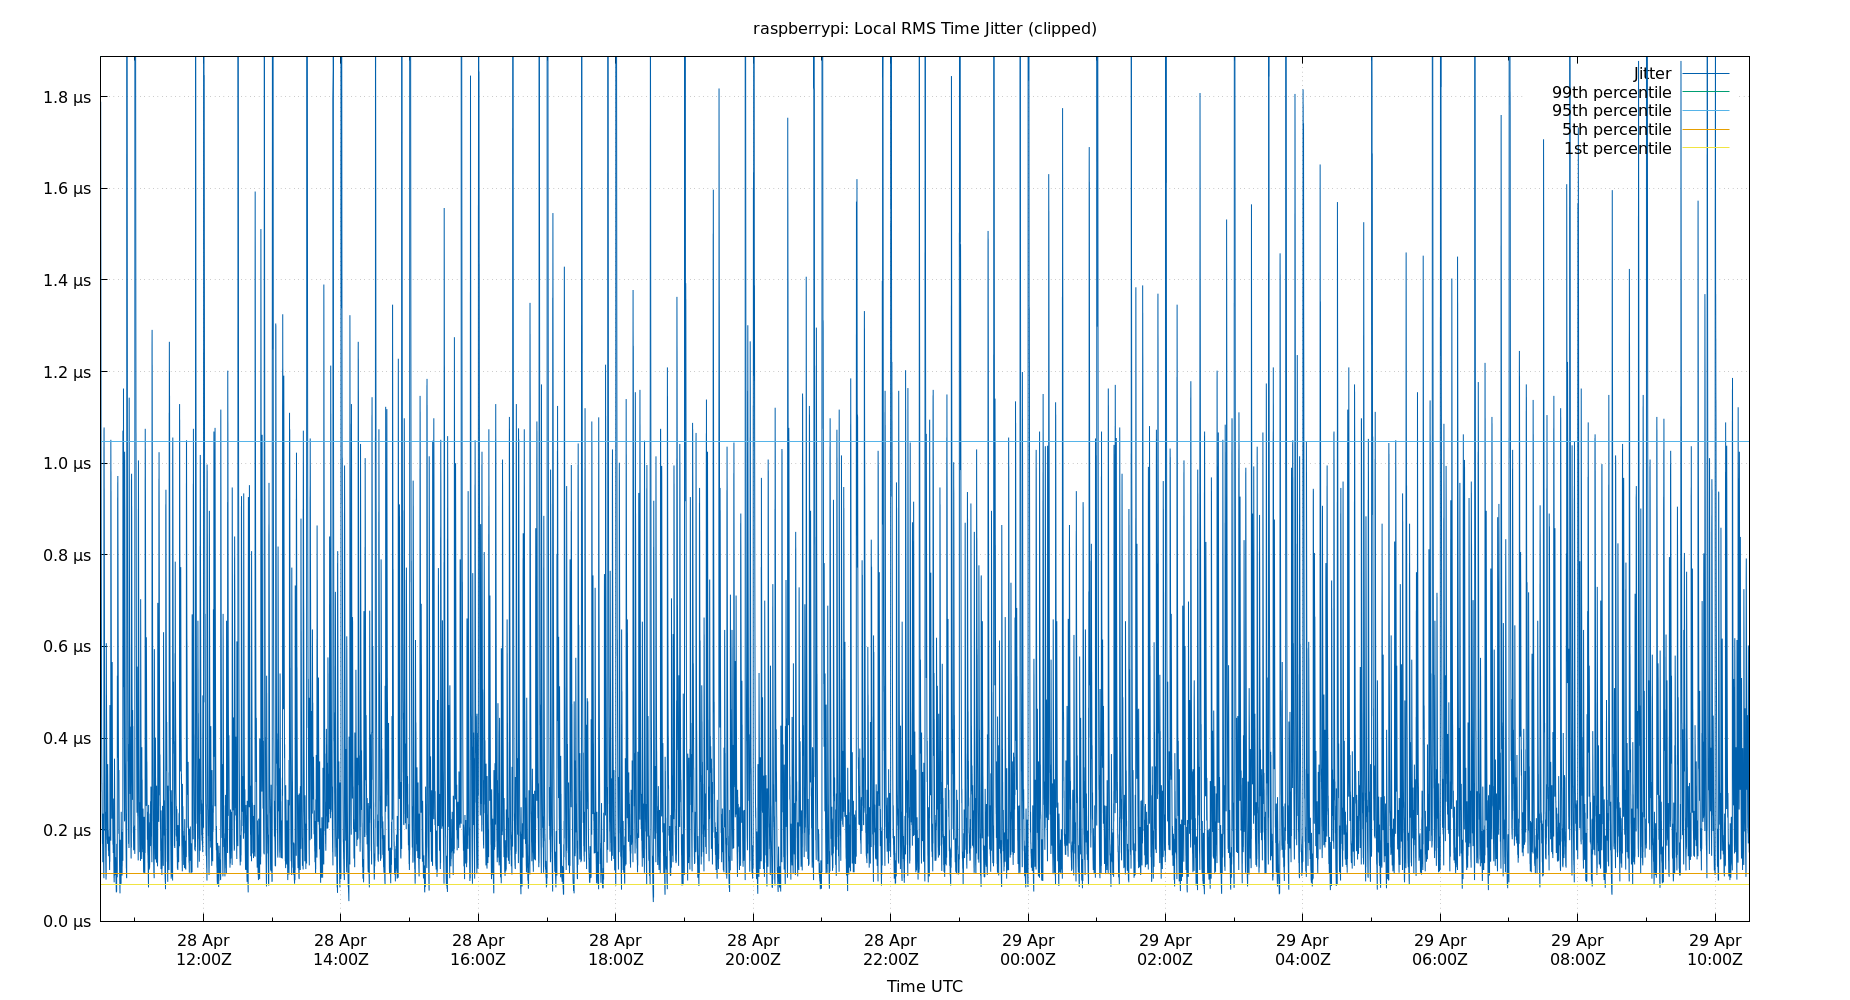 raspberrypi: Local RMS Time Jitter (clipped)
Jitter
99th percentile
95th percentile
5th percentile
1st percentile
1.8 μs
1.6 μs
1.4 μs
1.2 μs
1.0 μs
0.8 μs
0.6 μs
0.4 μs
0.2 μs
0.0 μs
28 Apr 28 Apr 28 Apr 28 Apr 28 Apr 28 Apr 29 Apr 29 Apr 29 Apr 29 Apr 29 Apr 29 Apr
12:00Z 14:00Z 16:00Z 18:00Z 20:00Z 22:00Z 00:00Z 02:00Z 04:00Z 06:00Z 08:00Z 10:00Z
Time UTC